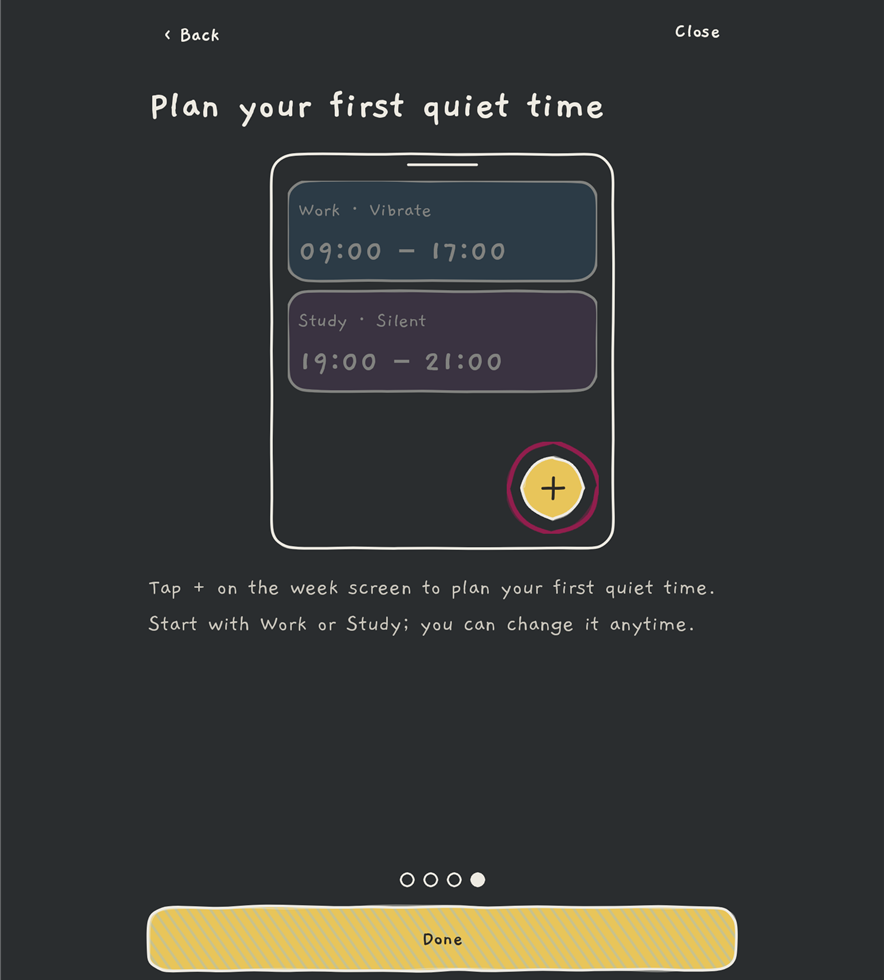 ‹ Back
Close
Plan your first quiet time
Work · Vibrate
09:00 – 17:00
Study · Silent
19:00 – 21:00
+
Tap + on the week screen to plan your first quiet time.
Start with Work or Study; you can change it anytime.
Done